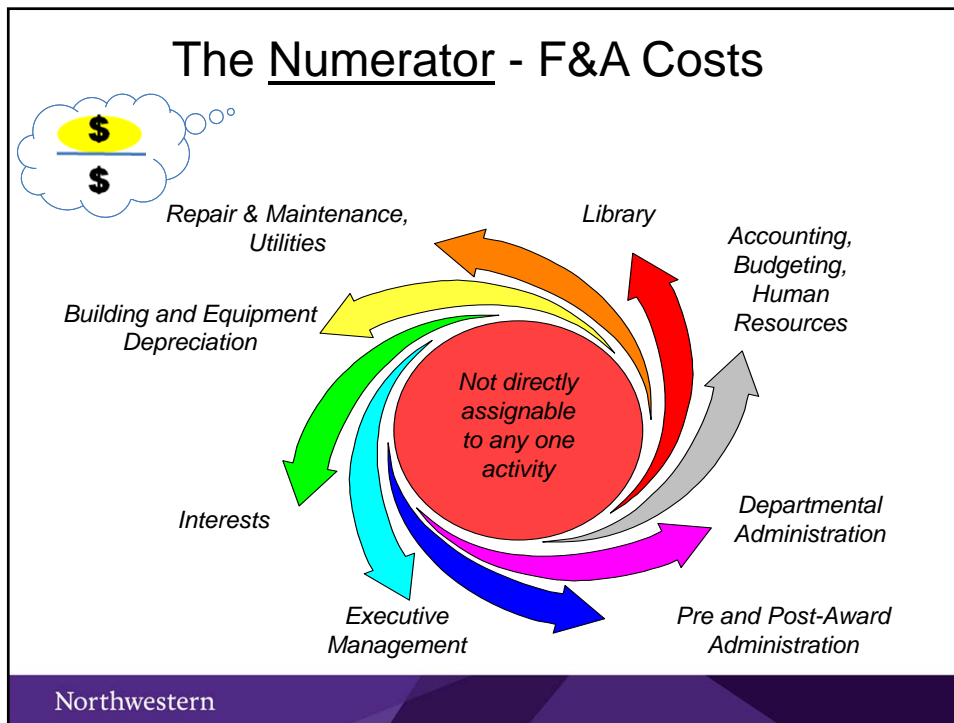 The Numerator - F&A Costs
$
$
Repair & Maintenance,
Utilities
Library
Accounting,
Budgeting,
Human
Resources
Building and Equipment
Depreciation
Not directly
assignable
to any one
activity
Interests
Departmental
Administration
Executive
Management
Pre and Post-Award
Administration
Northwestern